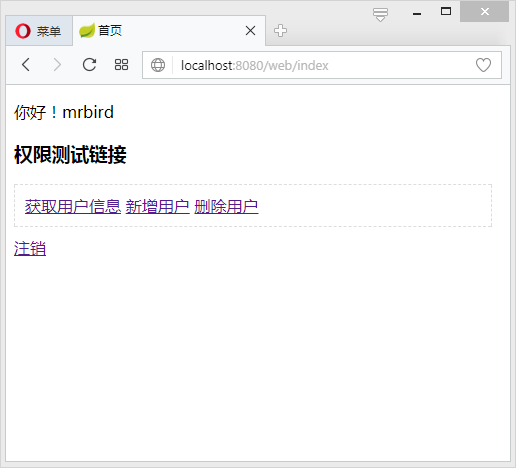 菜单 首页
localhost:8080/web/index
你好！mrbird
权限测试链接
获取用户信息 新增用户 删除用户
注销